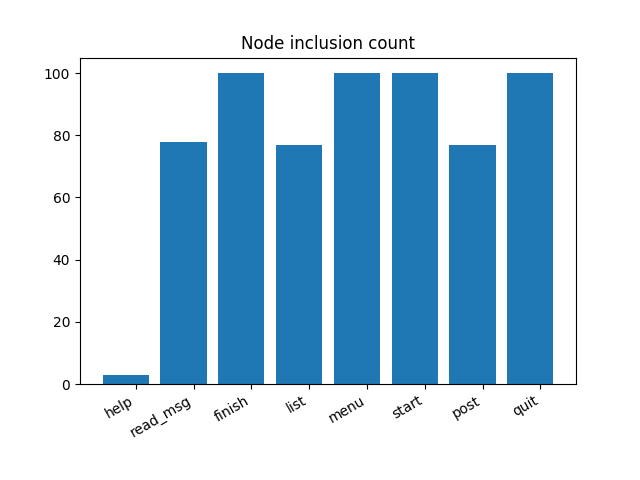 Node inclusion count
100
80
60
40
20
0
help
read_msg
finish
list
menu
start
post
quit